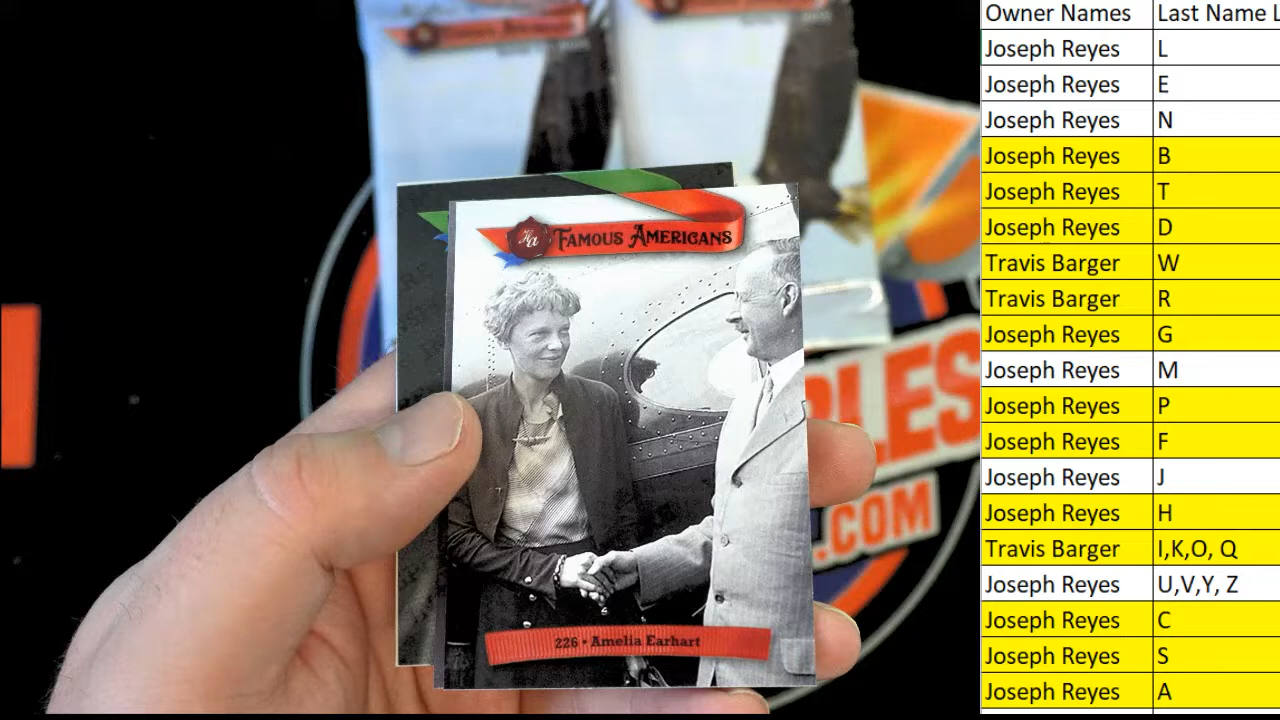 Famous Americans
Ha
226 • Amelia Earhart
LES
.COM
Owner Names Last Name L
Joseph Reyes L
Joseph Reyes E
Joseph Reyes N
Joseph Reyes B
Joseph Reyes T
Joseph Reyes D
Travis Barger W
Travis Barger R
Joseph Reyes G
Joseph Reyes M
Joseph Reyes P
Joseph Reyes F
Joseph Reyes J
Joseph Reyes H
Travis Barger I,K,O, Q
Joseph Reyes U,V,Y, Z
Joseph Reyes C
Joseph Reyes S
Joseph Reyes A